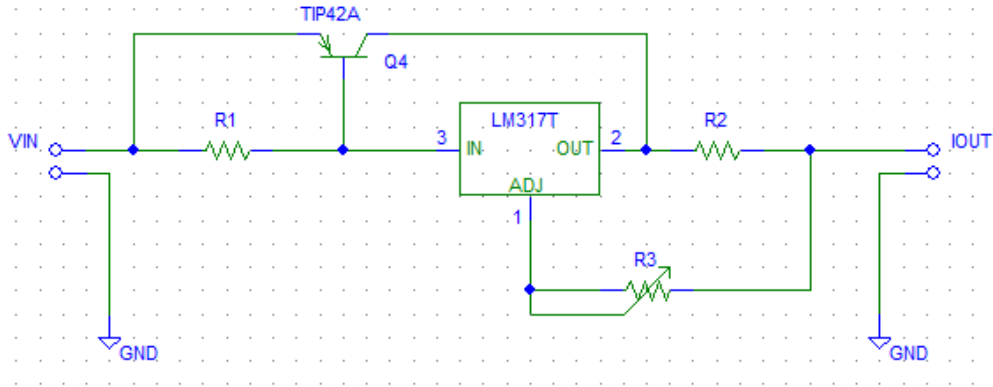 TIP42A
Q4
R1
LM317T
R2
VIN
3
IN
OUT
2
IOUT
ADJ
1
R3
GND
GND